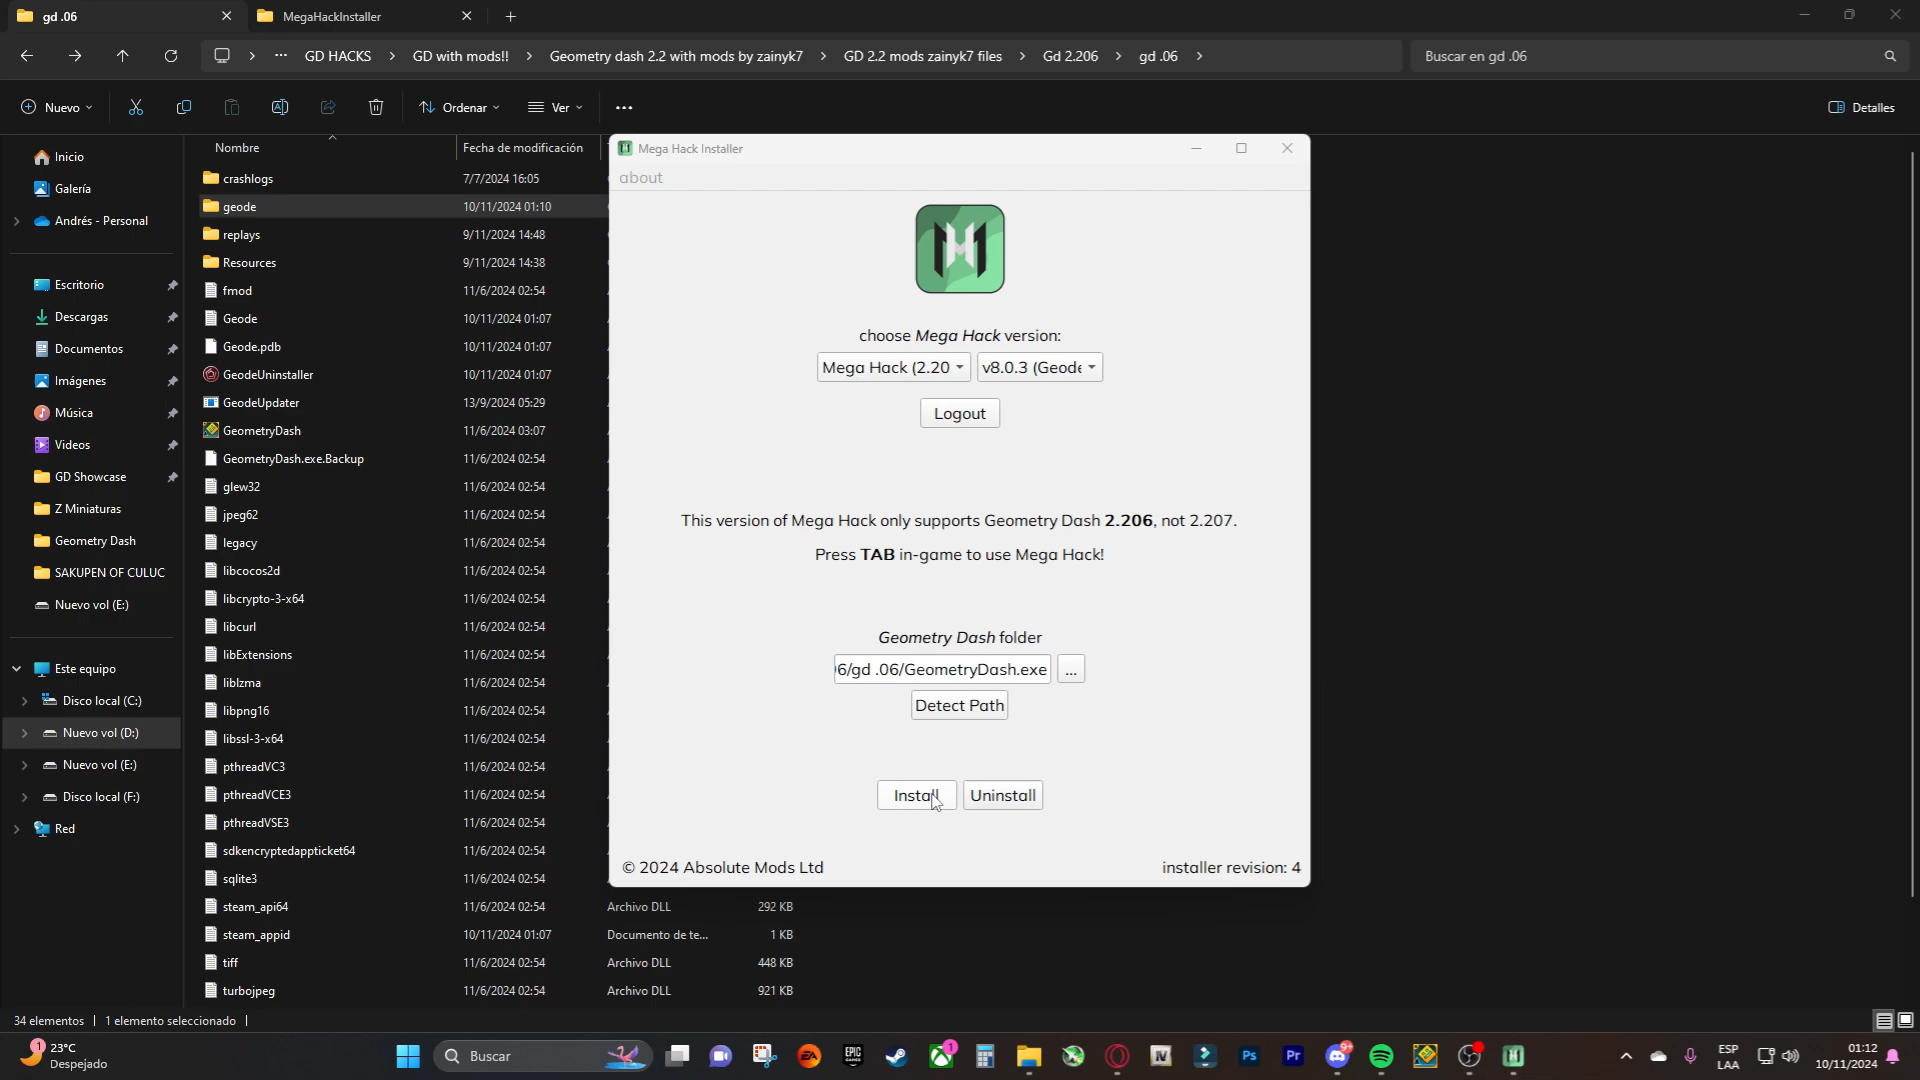 gd .06
MegaHackInstaller
GD HACKS
GD with mods!!
Geometry dash 2.2 with mods by zainyk7
GD 2.2 mods zainyk7 files
Gd 2.206
gd .06
Buscar en gd .06
Nuevo
Ordenar
Ver
Detalles
Inicio
Galería
Andrés - Personal
Escritorio
Descargas
Documentos
Imágenes
Música
Videos
GD Showcase
Z Miniaturas
Geometry Dash
SAKUPEN OF CULUC
Nuevo vol (E:)
Este equipo
Disco local (C:)
Nuevo vol (D:)
Nuevo vol (E:)
Disco local (F:)
Red
Nombre Fecha de modificación
crashlogs 7/7/2024 16:05
geode 10/11/2024 01:10
replays 9/11/2024 14:48
Resources 9/11/2024 14:38
fmod 11/6/2024 02:54
Geode 10/11/2024 01:07
Geode.pdb 10/11/2024 01:07
GeodeUninstaller 10/11/2024 01:07
GeodeUpdater 13/9/2024 05:29
GeometryDash 11/6/2024 03:07
GeometryDash.exe.Backup 11/6/2024 02:54
glew32 11/6/2024 02:54
jpeg62 11/6/2024 02:54
legacy 11/6/2024 02:54
libcocos2d 11/6/2024 02:54
libcrypto-3-x64 11/6/2024 02:54
libcurl 11/6/2024 02:54
libExtensions 11/6/2024 02:54
liblzma 11/6/2024 02:54
libpng16 11/6/2024 02:54
libssl-3-x64 11/6/2024 02:54
pthreadVC3 11/6/2024 02:54
pthreadVCE3 11/6/2024 02:54
pthreadVSE3 11/6/2024 02:54
sdkencryptedappticket64 11/6/2024 02:54
sqlite3 11/6/2024 02:54
steam_api64 11/6/2024 02:54 Archivo DLL 292 KB
steam_appid 10/11/2024 01:07 Documento de te... 1 KB
tiff 11/6/2024 02:54 Archivo DLL 448 KB
turbojpeg 11/6/2024 02:54 Archivo DLL 921 KB
Mega Hack Installer
about
choose Mega Hack version:
Mega Hack (2.20 v8.0.3 (Geode
Logout
This version of Mega Hack only supports Geometry Dash 2.206, not 2.207.
Press TAB in-game to use Mega Hack!
Geometry Dash folder
6/gd .06/GeometryDash.exe ...
Detect Path
Install Uninstall
© 2024 Absolute Mods Ltd installer revision: 4
34 elementos 1 elemento seleccionado
1
23°C
Despejado
Buscar
EA
EPIC GAMES
1
IV
Ps
Pr
9+
ESP
LAA
01:12
10/11/2024